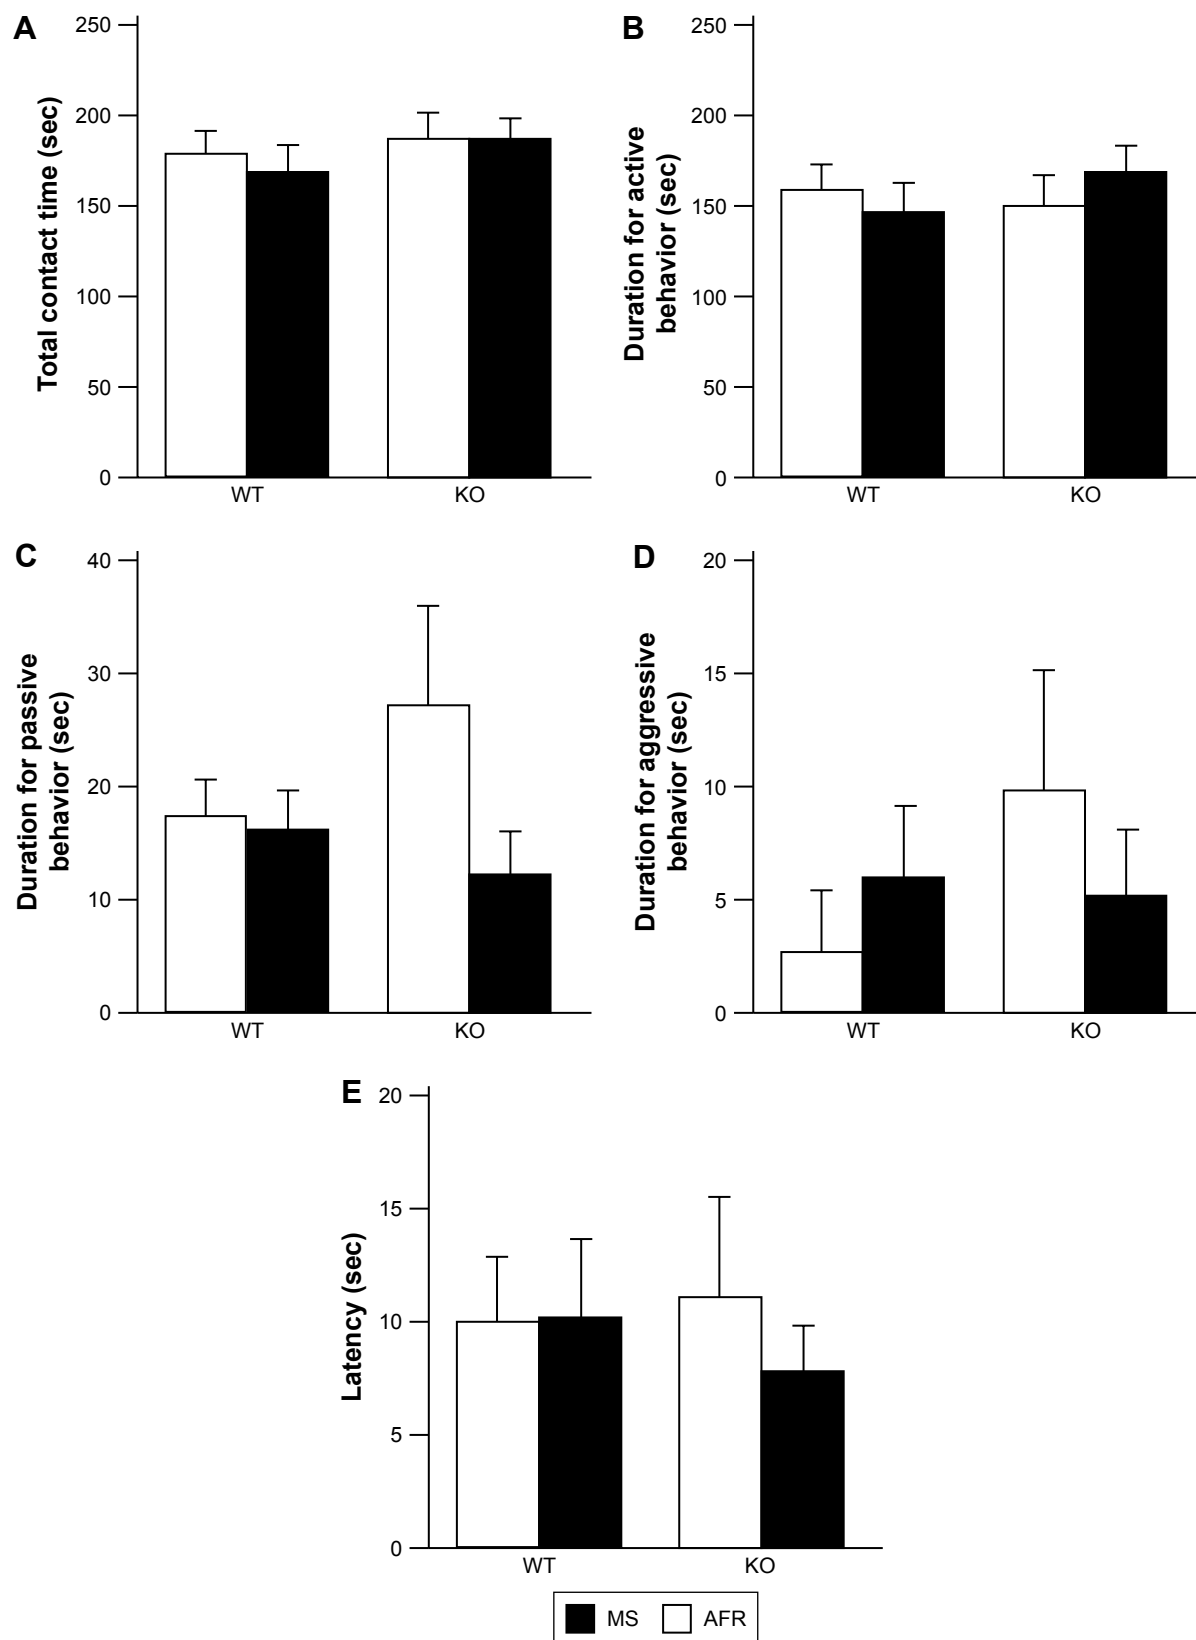 A
250
200
150
100
50
0
Total contact time (sec)
WT
KO
B
250
200
150
100
50
0
Duration for active
behavior (sec)
WT
KO
C
40
30
20
10
0
Duration for passive
behavior (sec)
WT
KO
D
20
15
10
5
0
Duration for aggressive
behavior (sec)
WT
KO
E
20
15
10
5
0
Latency (sec)
WT
KO
MS
AFR